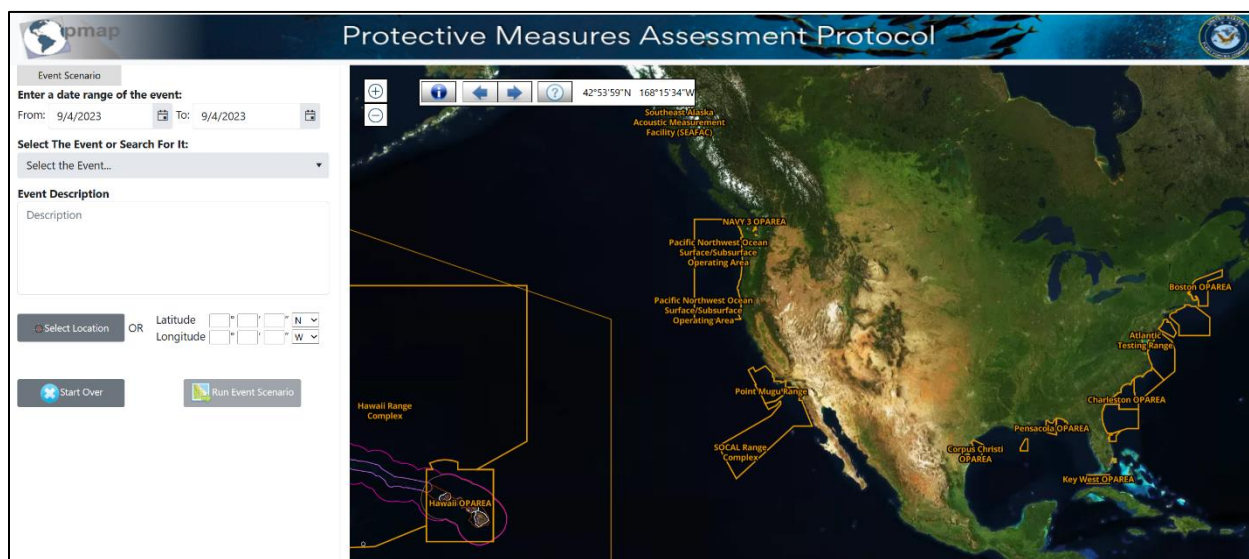 pmap
Protective Measures Assessment Protocol
Event Scenario
Enter a date range of the event:
From: 9/4/2023 To: 9/4/2023
Select The Event or Search For It:
Select the Event...
Event Description
Description
Select Location OR Latitude ° ' " N
Longitude ° ' " W
Start Over Run Event Scenario
42°53'59"N 168°15'34"W
Southeast Alaska
Acoustic Measurement
Facility (SEAFAC)
NAVY 3 OPAREA
Pacific Northwest Ocean
Surface/Subsurface
Operating Area
Pacific Northwest Ocean
Surface/Subsurface
Operating Area
Boston OPAREA
Atlantic
Testing Range
Point Mugu Range
Charleston OPAREA
Hawaii Range
Complex
Pensacola OPAREA
SOCAL Range
Complex
Corpus Christi
OPAREA
Key West OPAREA
Hawaii OPAREA